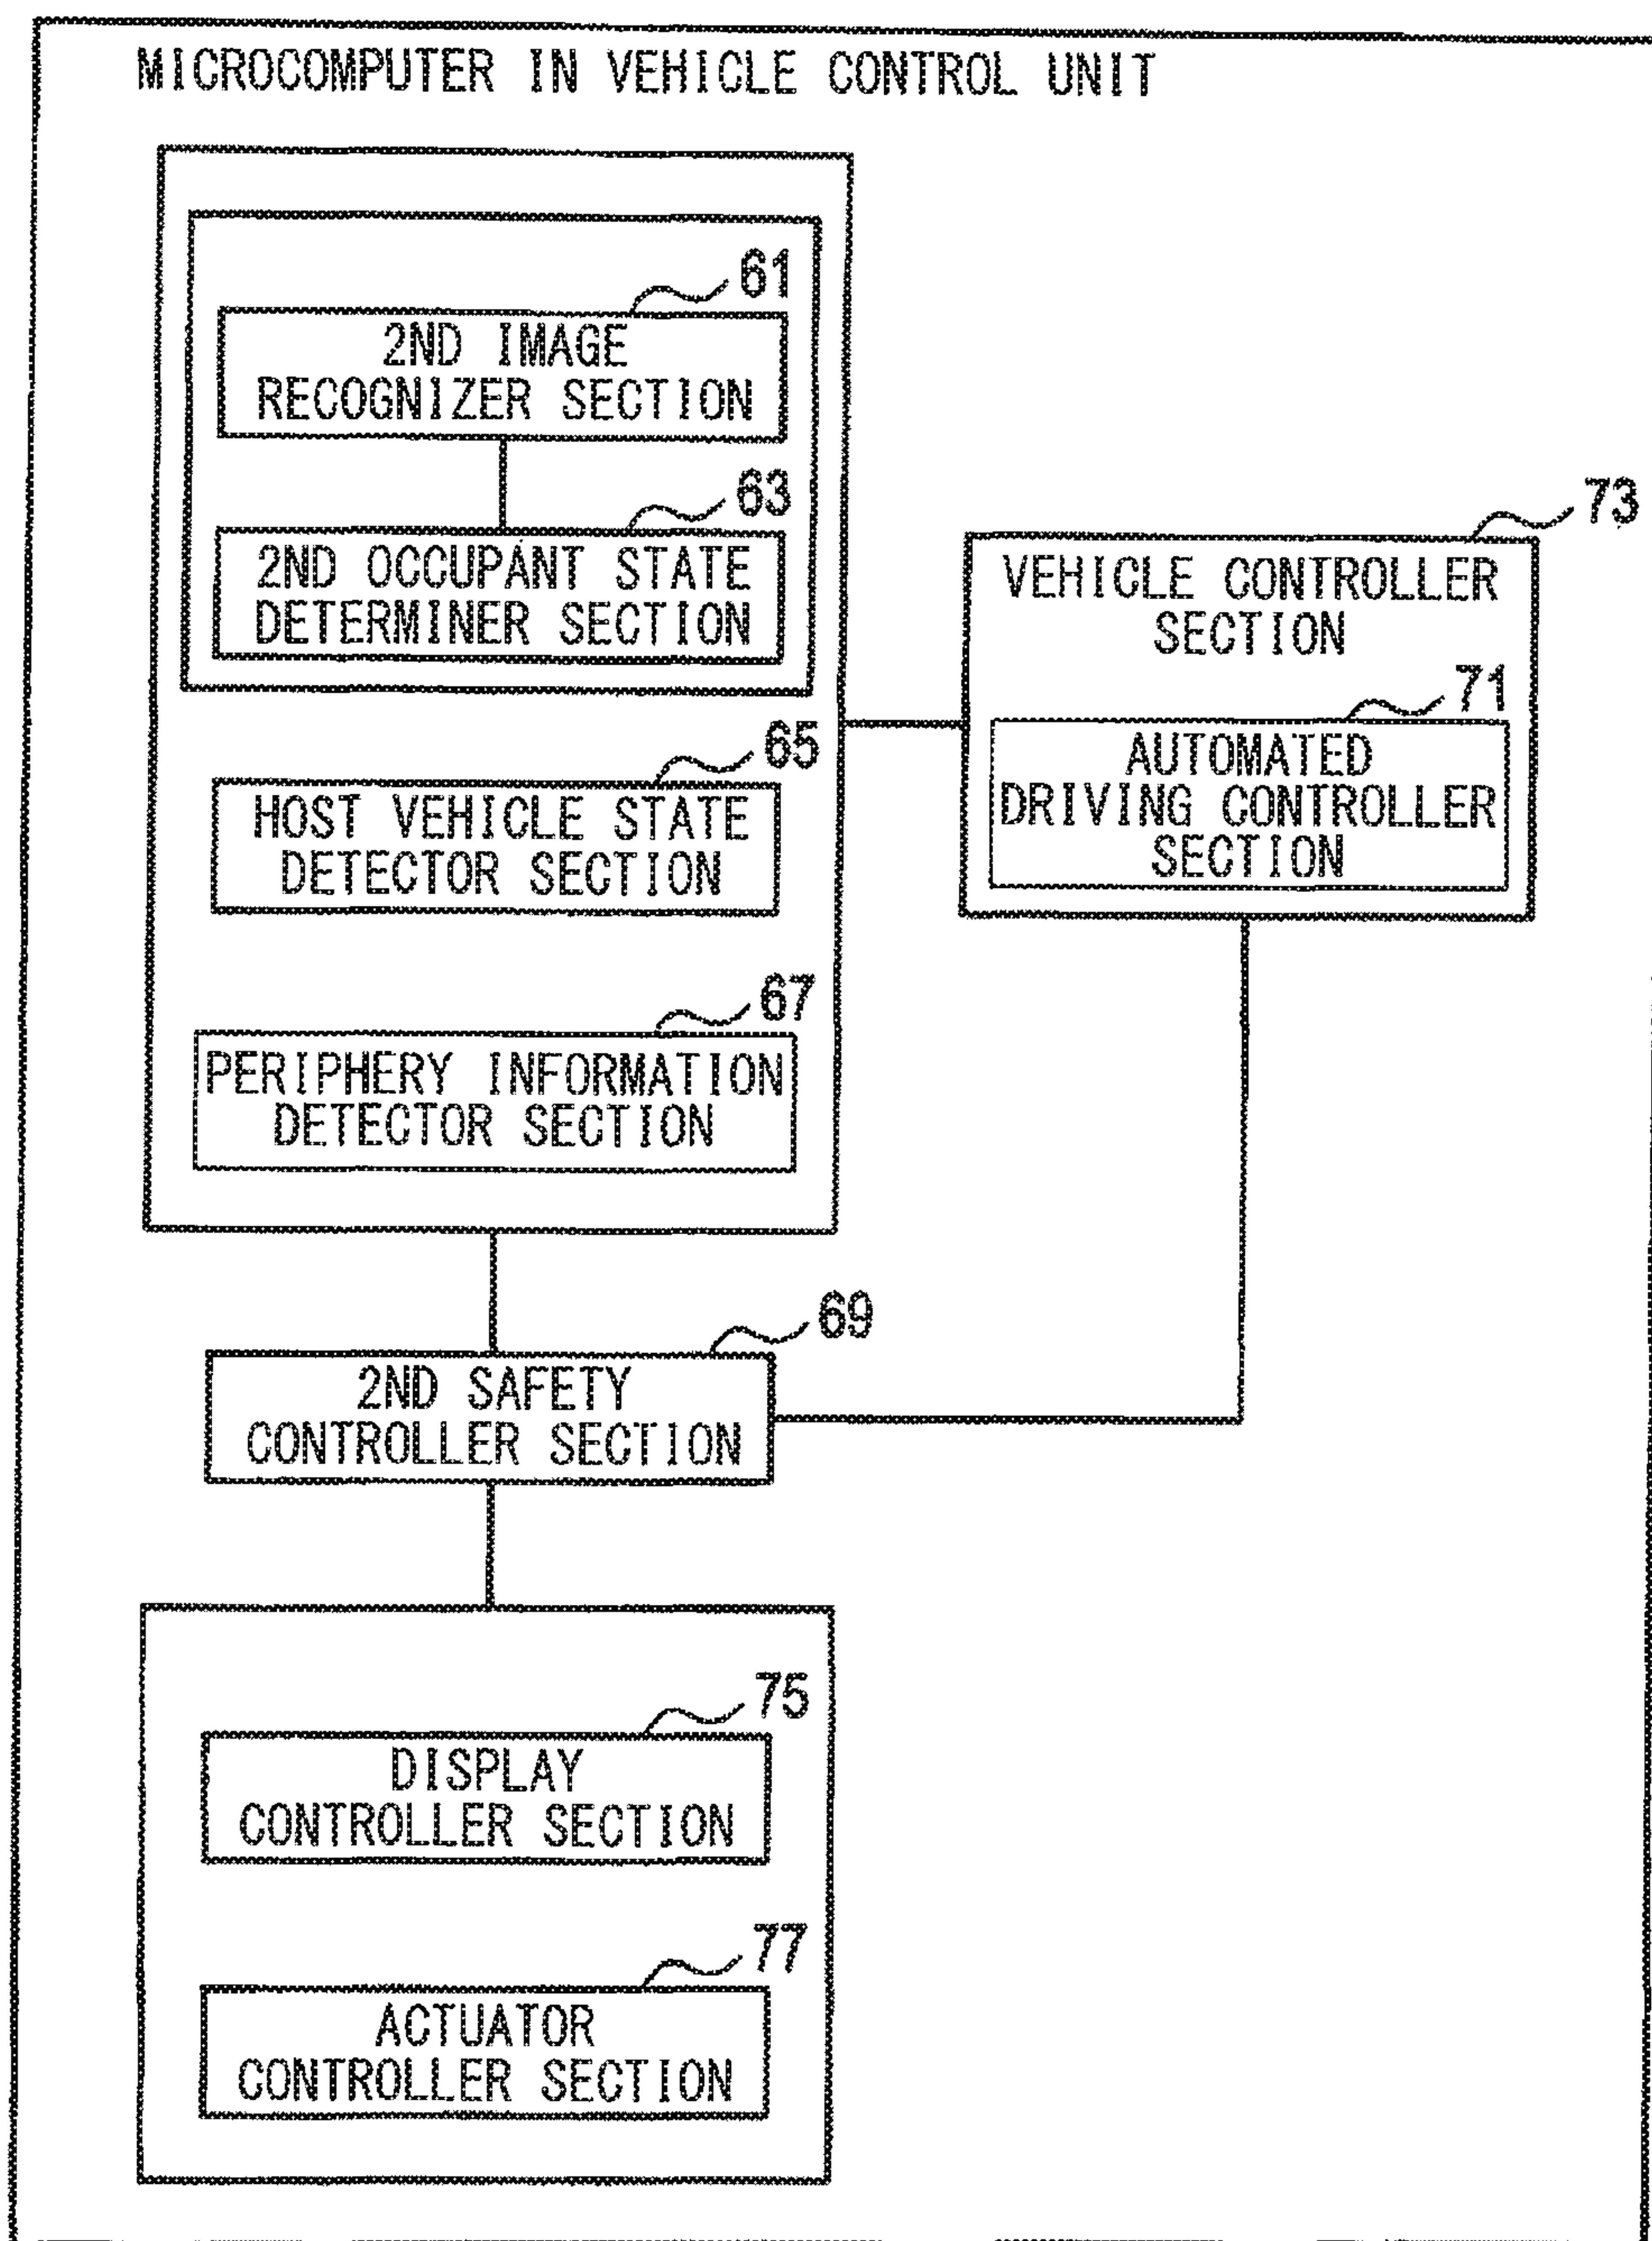 MICROCOMPUTER IN VEHICLE CONTROL UNIT
61
2ND IMAGE
RECOGNIZER SECTION
63
2ND OCCUPANT STATE
DETERMINER SECTION
65
HOST VEHICLE STATE
DETECTOR SECTION
67
PERIPHERY INFORMATION
DETECTOR SECTION
73
VEHICLE CONTROLLER
SECTION
71
AUTOMATED
DRIVING CONTROLLER
SECTION
69
2ND SAFETY
CONTROLLER SECTION
75
DISPLAY
CONTROLLER SECTION
77
ACTUATOR
CONTROLLER SECTION